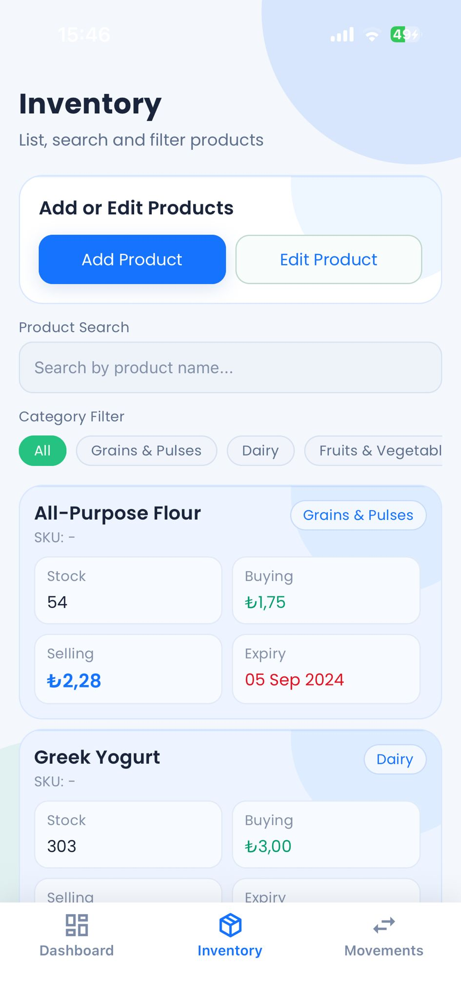 15:46
49
Inventory
List, search and filter products
Add or Edit Products
Add Product
Edit Product
Product Search
Search by product name...
Category Filter
All
Grains & Pulses
Dairy
Fruits & Vegetabl
All-Purpose Flour
Grains & Pulses
SKU: -
Stock
54
Buying
₺1,75
Selling
₺2,28
Expiry
05 Sep 2024
Greek Yogurt
Dairy
SKU: -
Stock
303
Buying
₺3,00
Selling
Expiry
Dashboard
Inventory
Movements